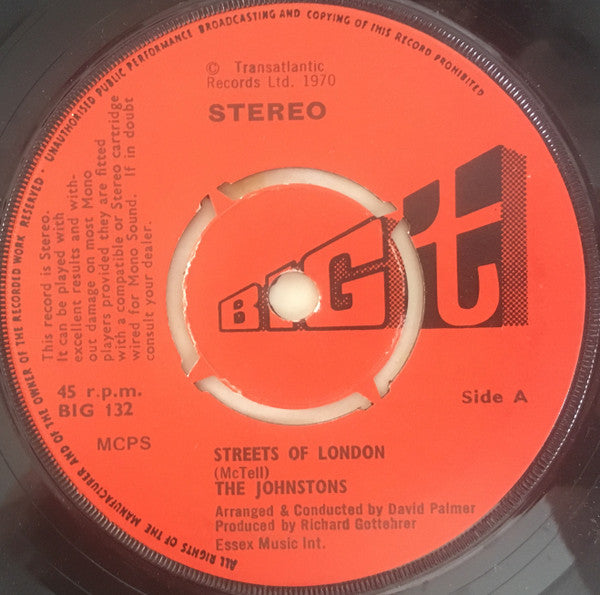 ALL RIGHTS OF THE MANUFACTURER AND OF THE OWNER OF THE RECORDED WORK RESERVED - UNAUTHORISED PUBLIC PERFORMANCE BROADCASTING AND COPYING OF THIS RECORD PROHIBITED
© Transatlantic
Records Ltd. 1970
STEREO
This record is Stereo.
It can be played with
excellent results and with-
out damage on most Mono
players provided they are fitted
with a compatible or Stereo cartridge
wired for Mono Sound. If in doubt
consult your dealer.
BIG t
45 r.p.m.
BIG 132
MCPS
Side A
STREETS OF LONDON
(McTell)
THE JOHNSTONS
Arranged & Conducted by David Palmer
Produced by Richard Gottehrer
Essex Music Int.